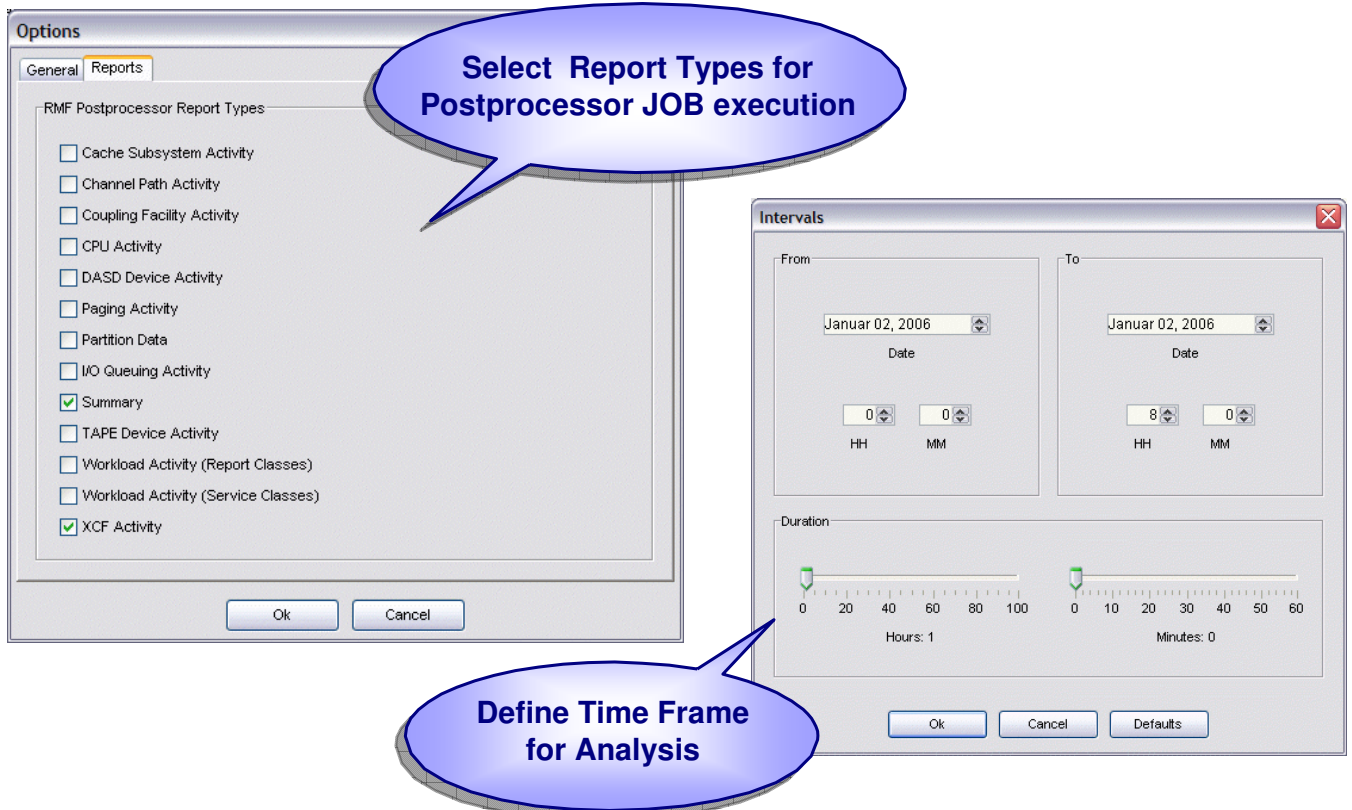 Options
General Reports
RMF Postprocessor Report Types
Cache Subsystem Activity
Channel Path Activity
Coupling Facility Activity
CPU Activity
DASD Device Activity
Paging Activity
Partition Data
I/O Queuing Activity
Summary
TAPE Device Activity
Workload Activity (Report Classes)
Workload Activity (Service Classes)
XCF Activity
Ok Cancel
Select Report Types for
Postprocessor JOB execution
Intervals
From
Januar 02, 2006
Date
0 0
HH MM
To
Januar 02, 2006
Date
8 0
HH MM
Duration
0 20 40 60 80 100
Hours: 1
0 10 20 30 40 50 60
Minutes: 0
Ok Cancel Defaults
Define Time Frame
for Analysis